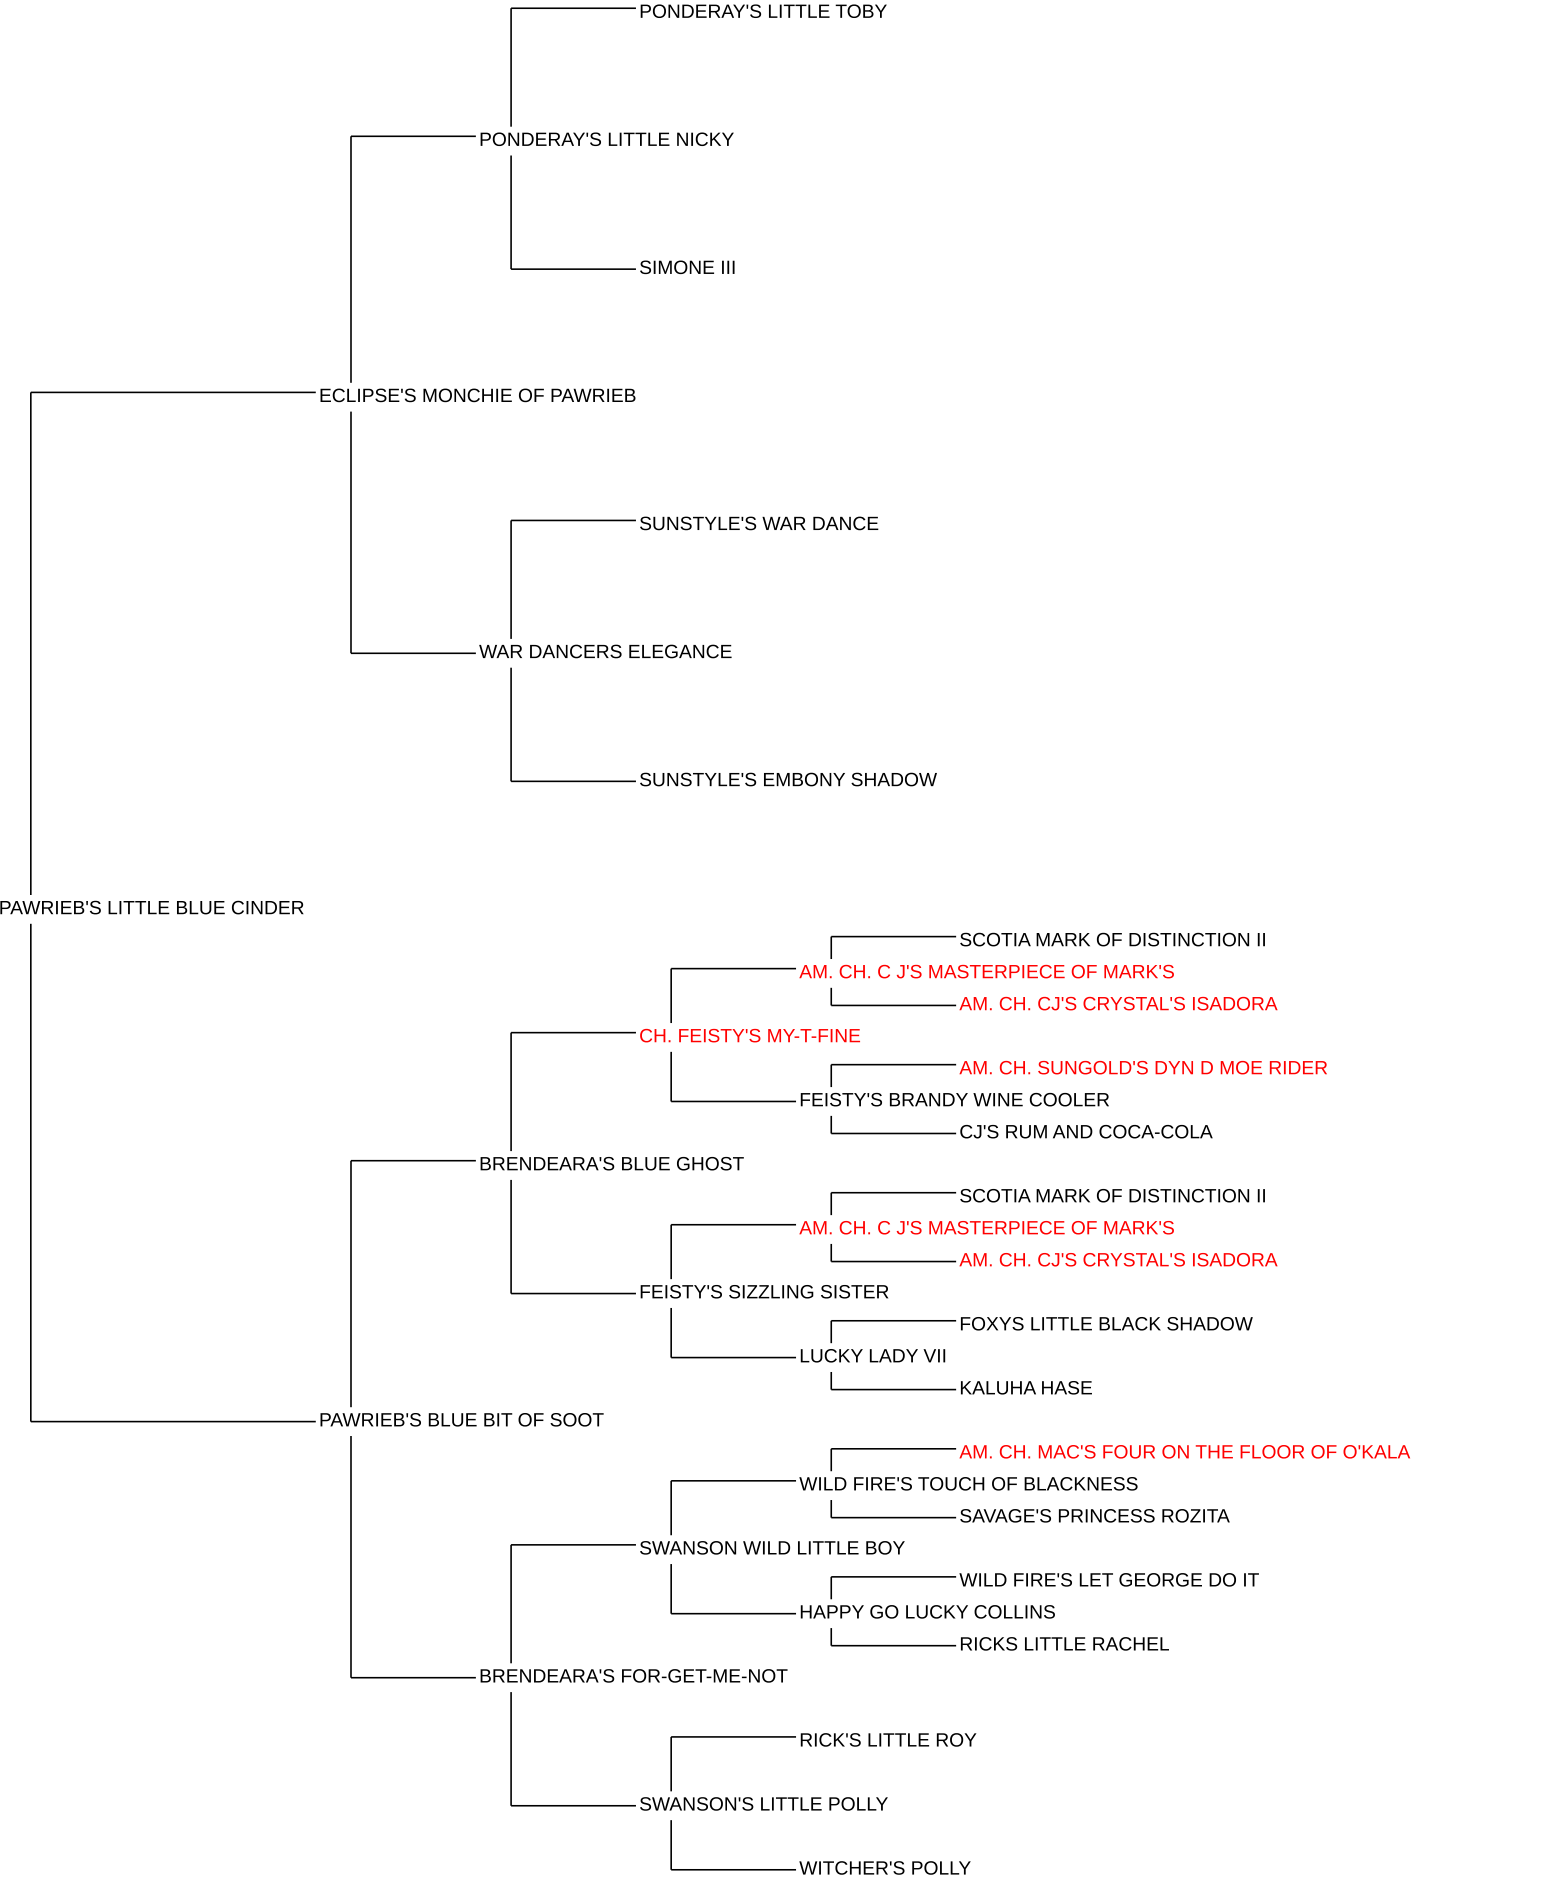 PONDERAY'S LITTLE TOBY
PONDERAY'S LITTLE NICKY
SIMONE III
ECLIPSE'S MONCHIE OF PAWRIEB
SUNSTYLE'S WAR DANCE
WAR DANCERS ELEGANCE
SUNSTYLE'S EMBONY SHADOW
PAWRIEB'S LITTLE BLUE CINDER
SCOTIA MARK OF DISTINCTION II
AM. CH. C J'S MASTERPIECE OF MARK'S
AM. CH. CJ'S CRYSTAL'S ISADORA
CH. FEISTY'S MY-T-FINE
AM. CH. SUNGOLD'S DYN D MOE RIDER
FEISTY'S BRANDY WINE COOLER
CJ'S RUM AND COCA-COLA
BRENDEARA'S BLUE GHOST
SCOTIA MARK OF DISTINCTION II
AM. CH. C J'S MASTERPIECE OF MARK'S
AM. CH. CJ'S CRYSTAL'S ISADORA
FEISTY'S SIZZLING SISTER
FOXYS LITTLE BLACK SHADOW
LUCKY LADY VII
KALUHA HASE
PAWRIEB'S BLUE BIT OF SOOT
AM. CH. MAC'S FOUR ON THE FLOOR OF O'KALA
WILD FIRE'S TOUCH OF BLACKNESS
SAVAGE'S PRINCESS ROZITA
SWANSON WILD LITTLE BOY
WILD FIRE'S LET GEORGE DO IT
HAPPY GO LUCKY COLLINS
RICKS LITTLE RACHEL
BRENDEARA'S FOR-GET-ME-NOT
RICK'S LITTLE ROY
SWANSON'S LITTLE POLLY
WITCHER'S POLLY